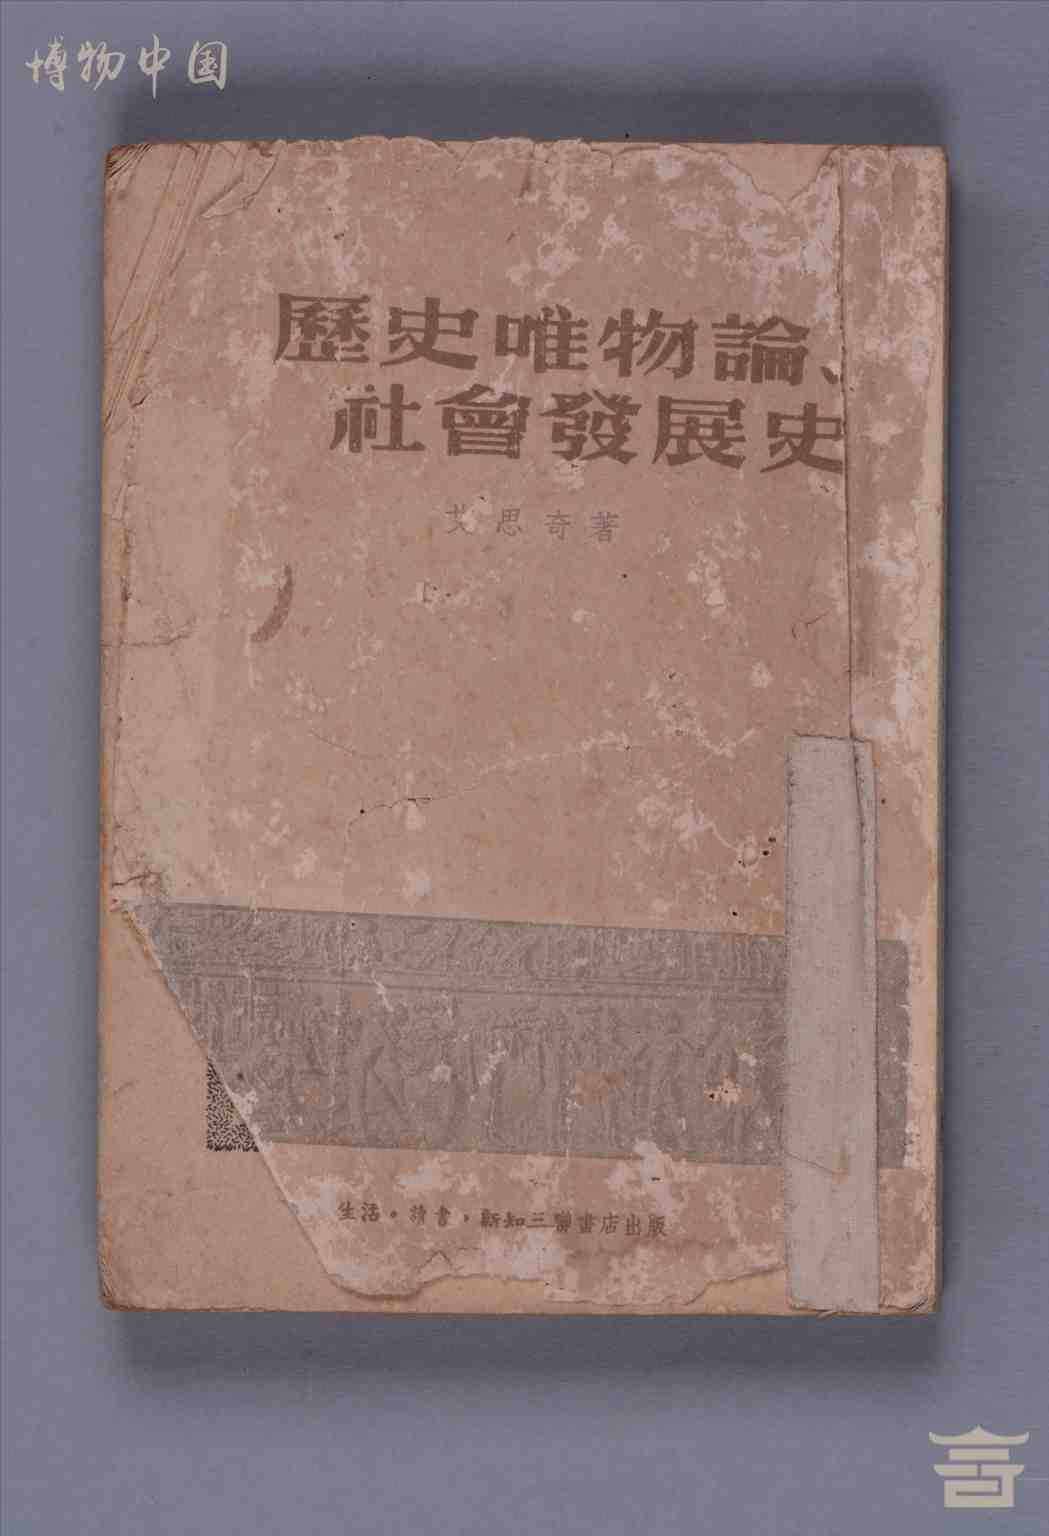 博物中国
歷史唯物論、
社會發展史
艾思奇著
生活·讀書·新知三聯書店出版